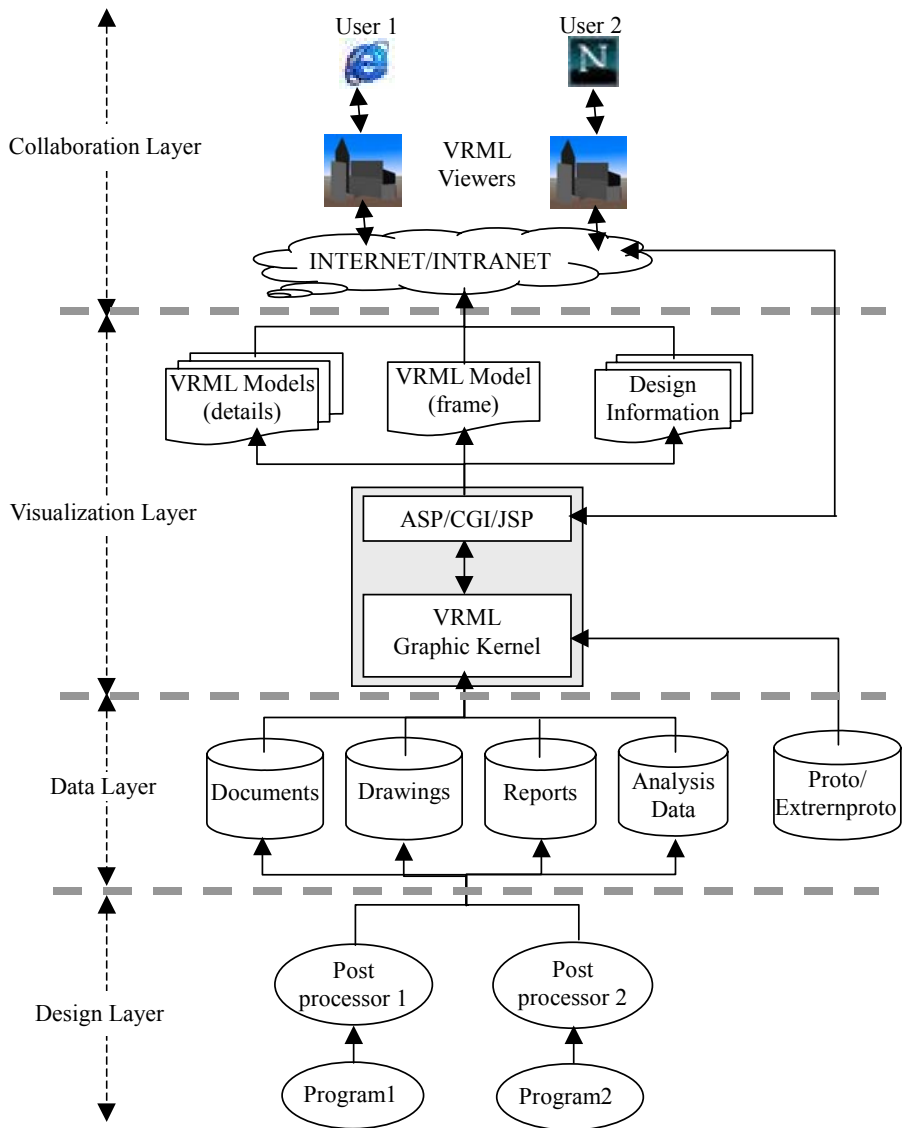 User 1
User 2
N
Collaboration Layer
VRML
Viewers
INTERNET/INTRANET
VRML Models
(details)
VRML Model
(frame)
Design
Information
Visualization Layer
ASP/CGI/JSP
VRML
Graphic Kernel
Data Layer
Documents
Drawings
Reports
Analysis
Data
Proto/
Extrernproto
Design Layer
Post
processor 1
Post
processor 2
Program1
Program2